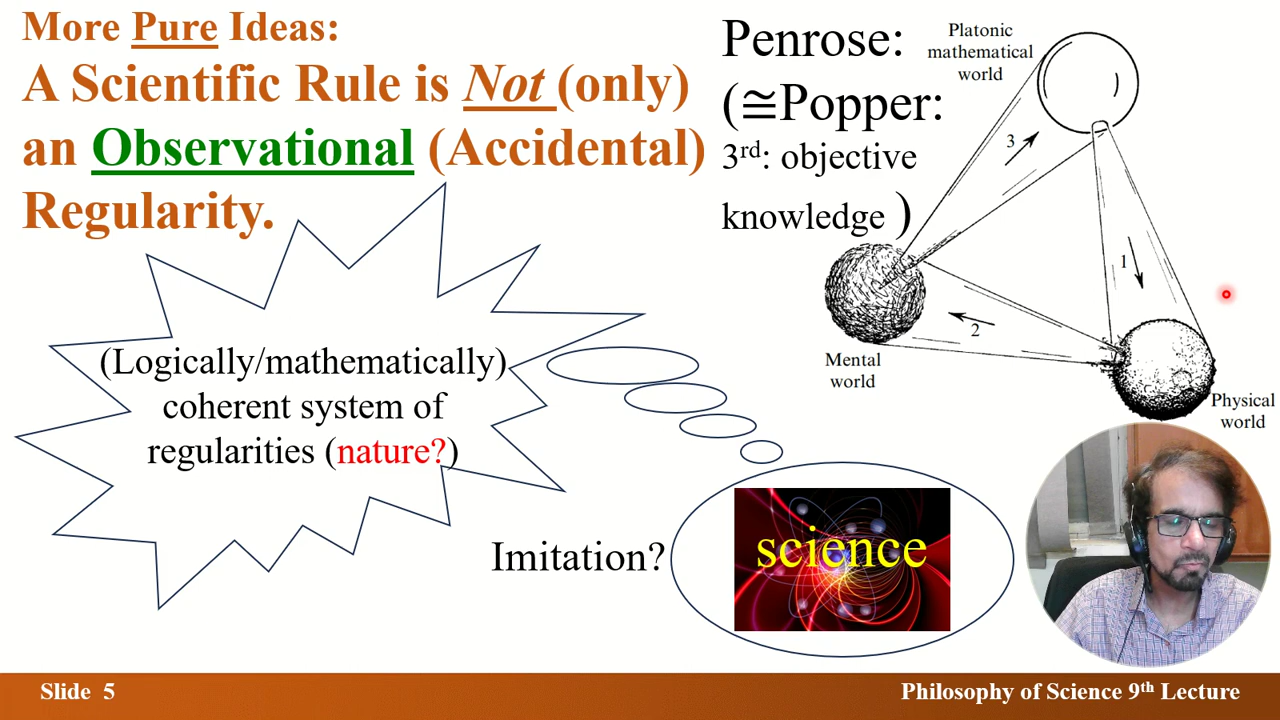 More Pure Ideas:
A Scientific Rule is Not (only)
an Observational (Accidental)
Regularity.
Penrose:
(≅Popper:
3rd: objective
knowledge )
Platonic
mathematical
world
3
1
2
Mental
world
Physical
world
(Logically/mathematically)
coherent system of
regularities (nature?)
Imitation?
science
Slide 5
Philosophy of Science 9th Lecture